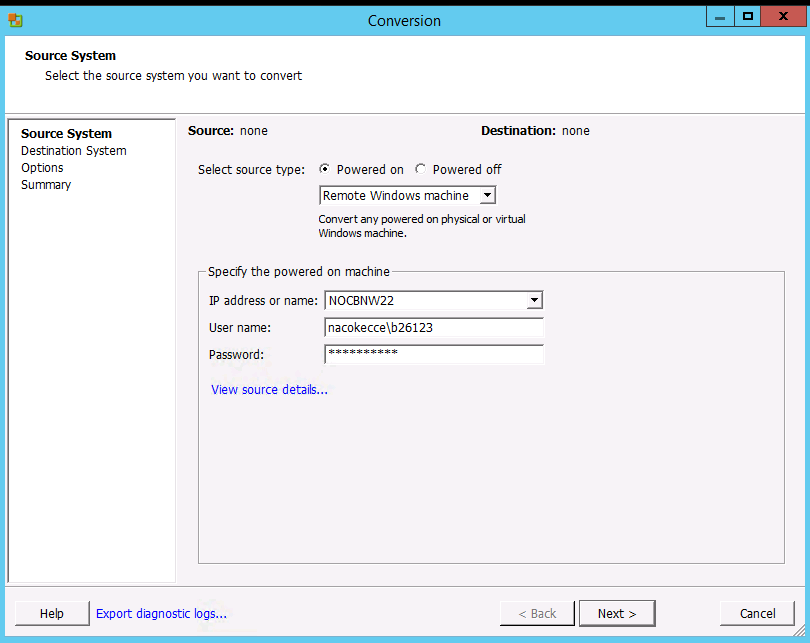 Conversion
Source System
Select the source system you want to convert
Source System
Destination System
Options
Summary
Source: none Destination: none
Select source type: Powered on Powered off
Remote Windows machine
Convert any powered on physical or virtual
Windows machine.
Specify the powered on machine
IP address or name: NOCBNW22
User name: nacokecce\b26123
Password: **********
View source details...
Help Export diagnostic logs... < Back Next > Cancel